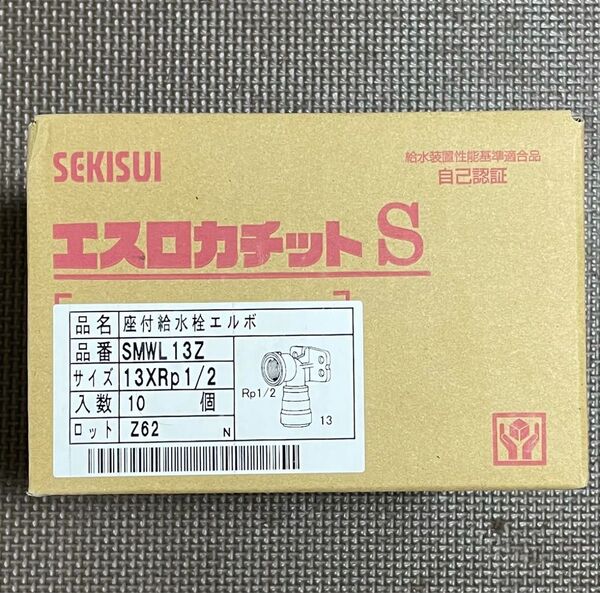 SEKISUI
給水装置性能基準適合品
自己認証
エスロカチットS
品名 座付給水栓エルボ
品番 SMWL13Z
サイズ 13XRp1/2
入数 10 個
ロット Z62 N
Rp1/2
13